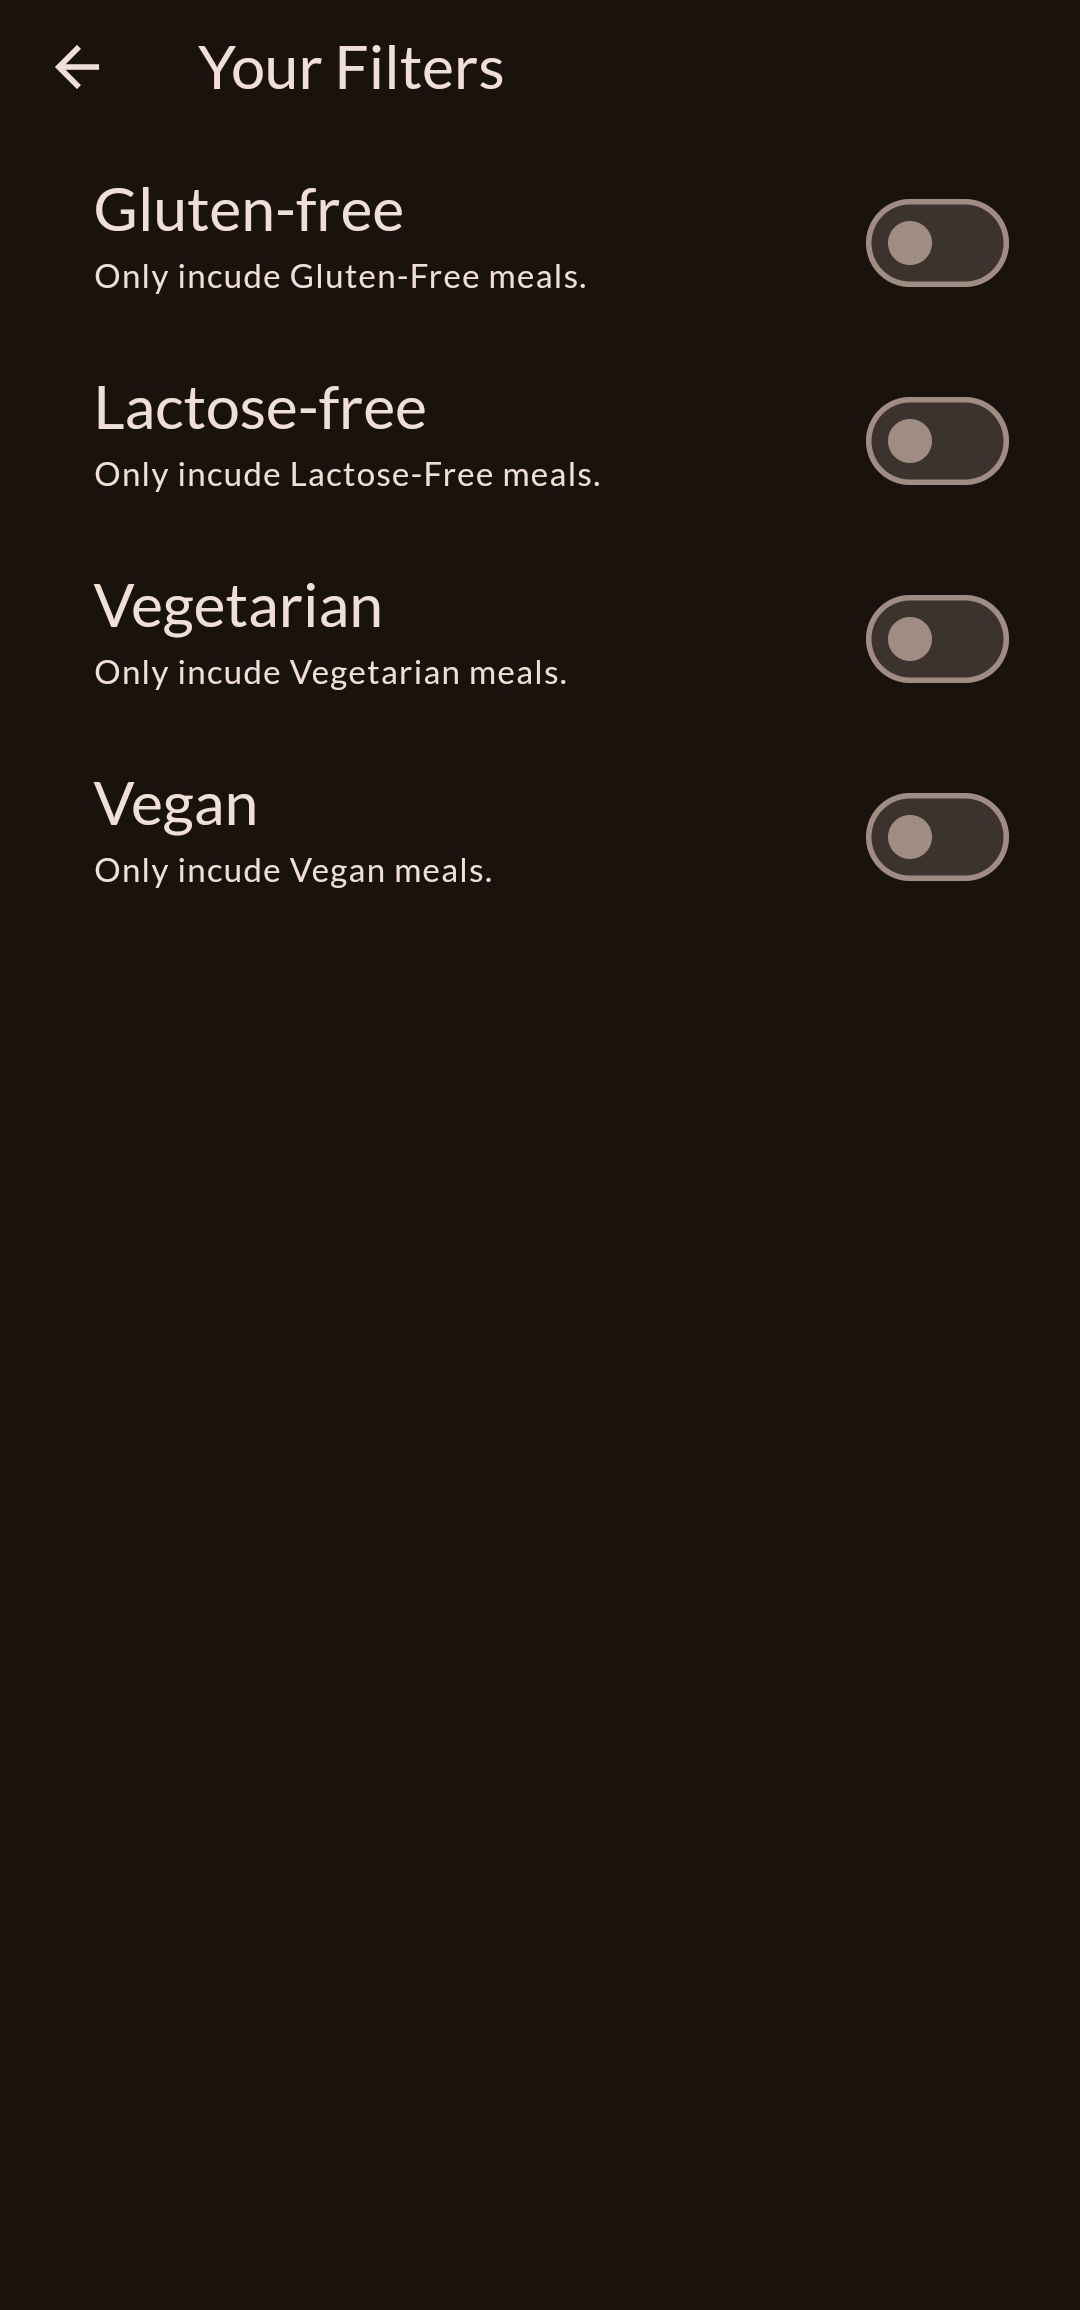 Your Filters
Gluten-free
Only incude Gluten-Free meals.
Lactose-free
Only incude Lactose-Free meals.
Vegetarian
Only incude Vegetarian meals.
Vegan
Only incude Vegan meals.